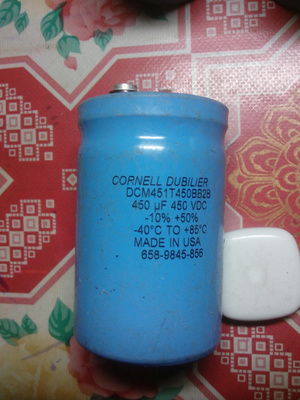 CORNELL DUBILIER
DCM451T450BB2B
450 µF 450 VDC
-10% +50%
-40°C TO +85°C
MADE IN USA
658-9845-856